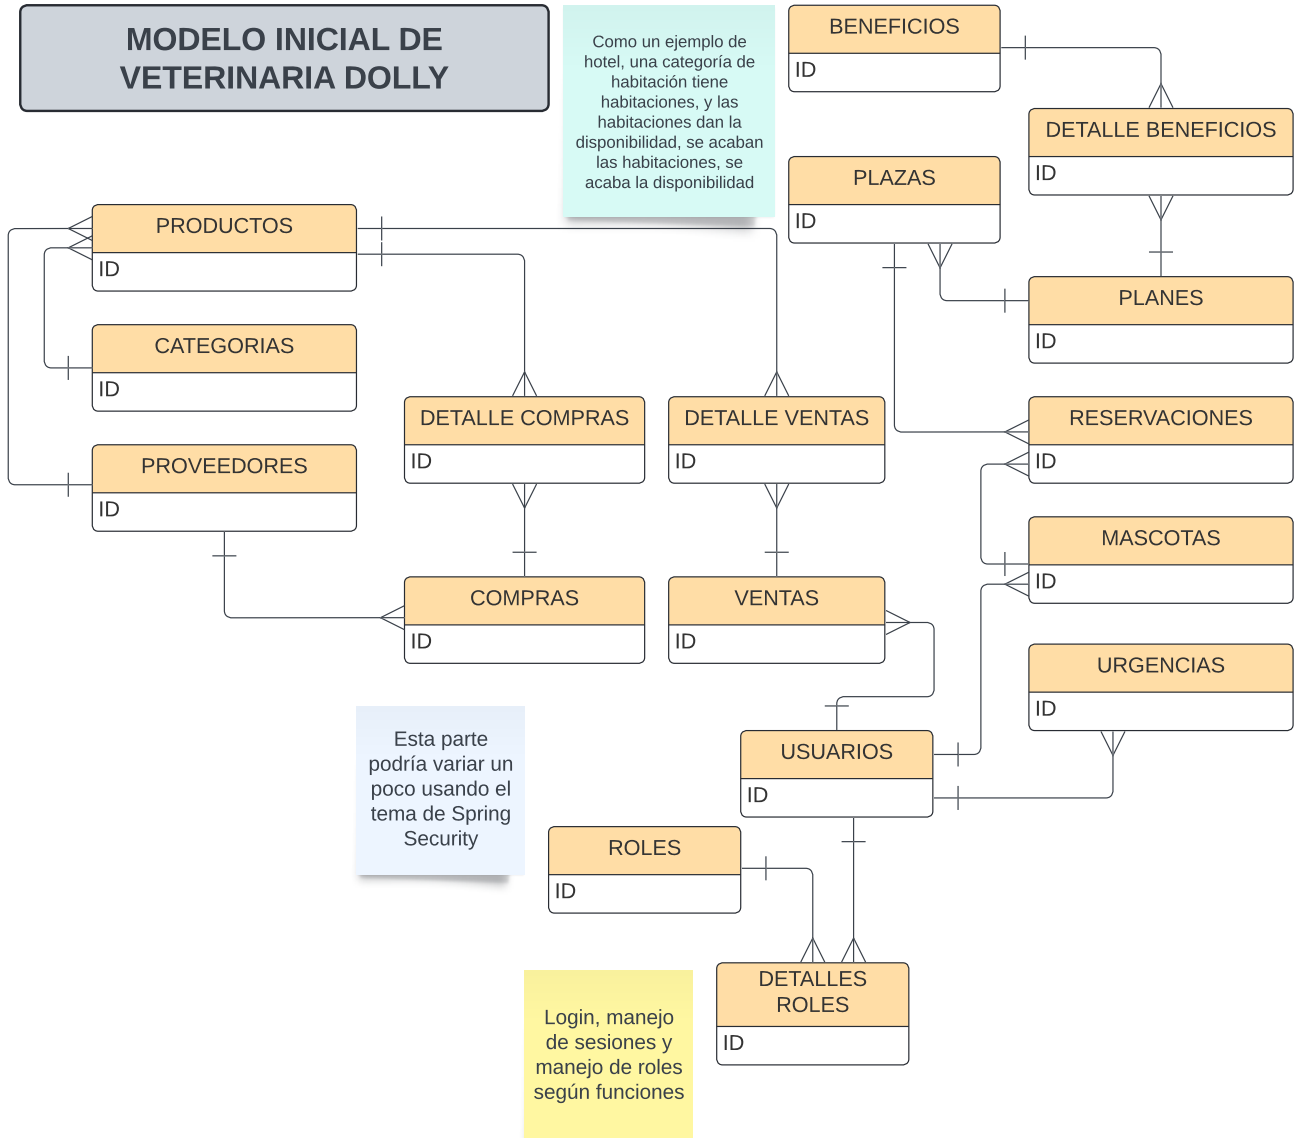 MODELO INICIAL DE
VETERINARIA DOLLY
Como un ejemplo de
hotel, una categoría de
habitación tiene
habitaciones, y las
habitaciones dan la
disponibilidad, se acaban
las habitaciones, se
acaba la disponibilidad
BENEFICIOS
ID
DETALLE BENEFICIOS
ID
PLAZAS
ID
PLANES
ID
PRODUCTOS
ID
CATEGORIAS
ID
PROVEEDORES
ID
DETALLE COMPRAS
ID
DETALLE VENTAS
ID
RESERVACIONES
ID
MASCOTAS
ID
COMPRAS
ID
VENTAS
ID
URGENCIAS
ID
Esta parte
podría variar un
poco usando el
tema de Spring
Security
USUARIOS
ID
ROLES
ID
DETALLES
ROLES
ID
Login, manejo
de sesiones y
manejo de roles
según funciones